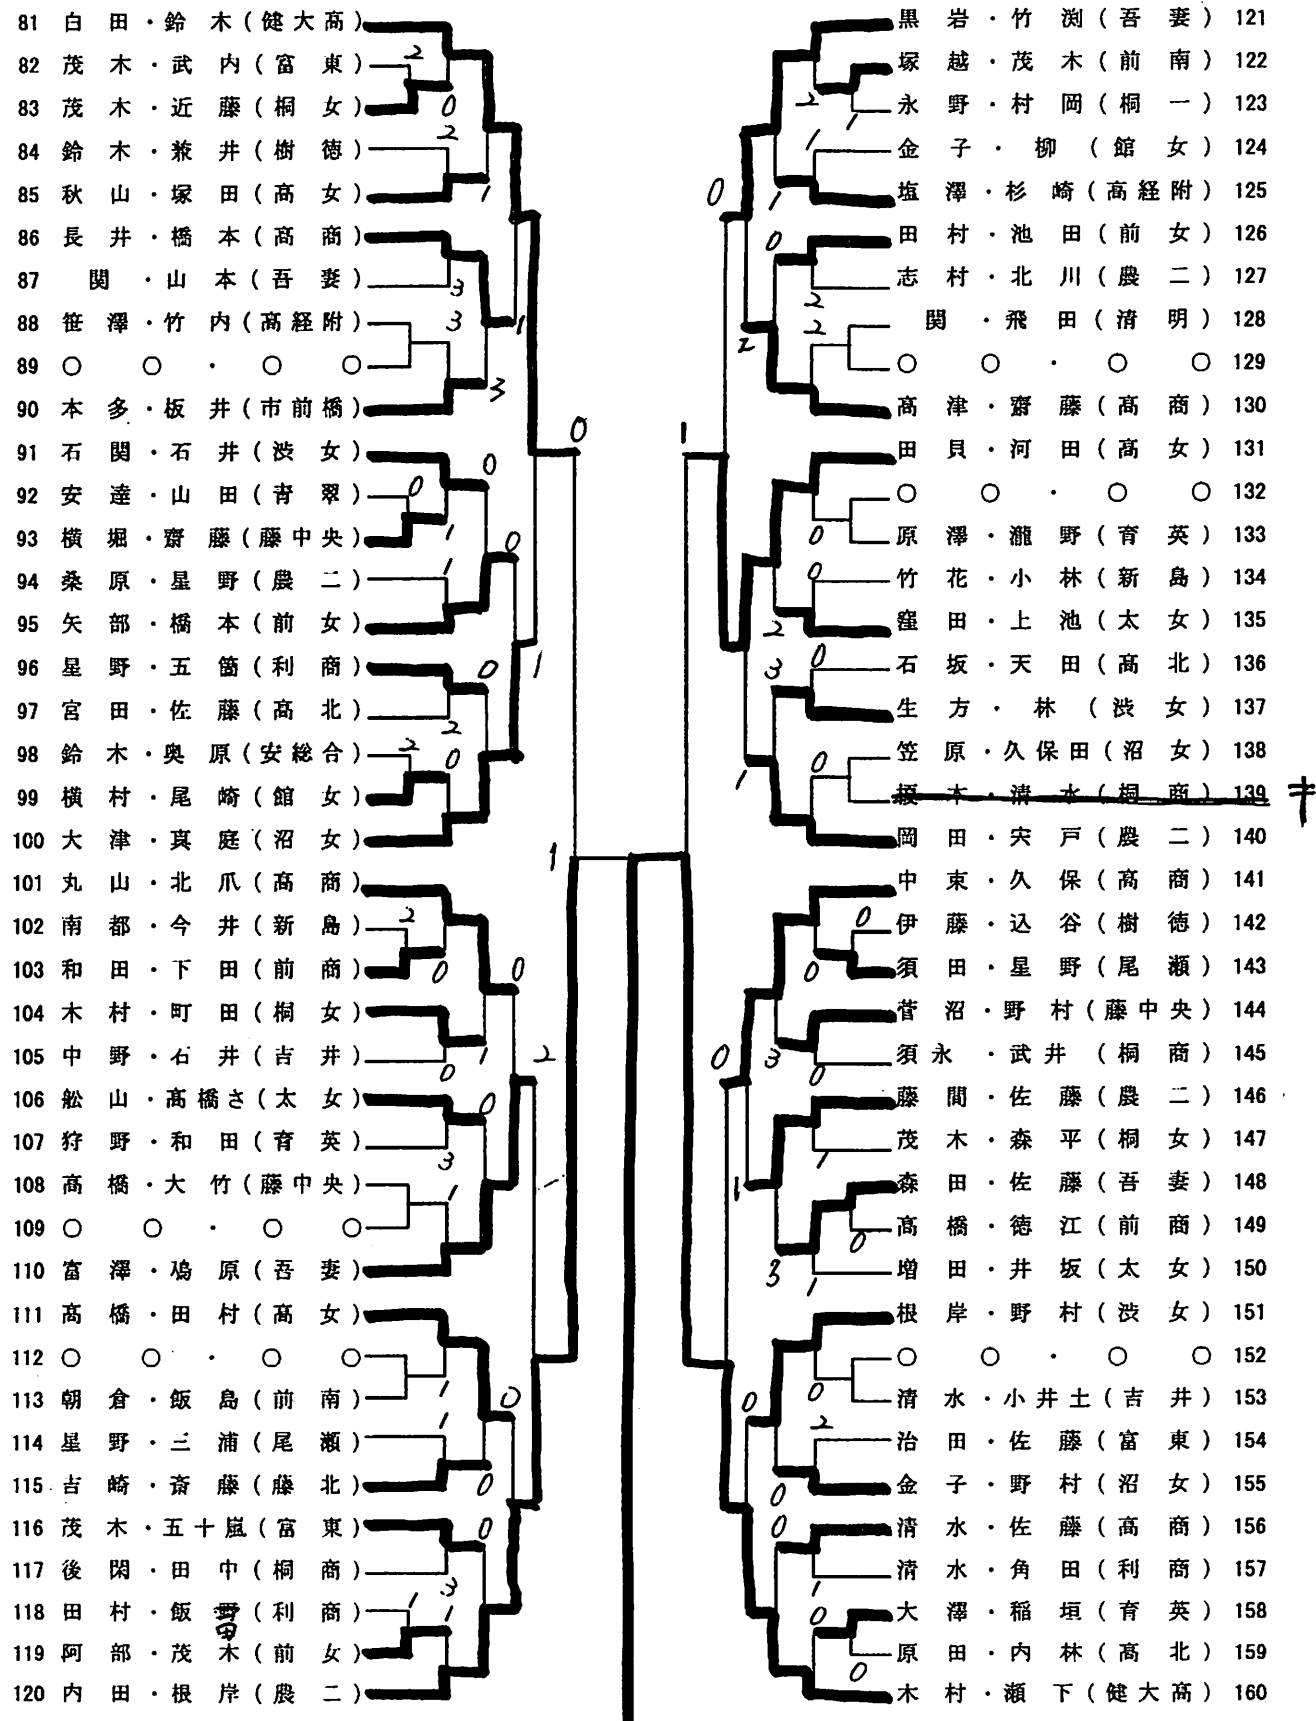 81 白田・鈴木(健大高)
82 茂木・武内(富東)
83 茂木・近藤(桐女)
84 鈴木・兼井(樹徳)
85 秋山・塚田(高女)
86 長井・橋本(高商)
87 関・山本(吾妻)
88 笹澤・竹内(高経附)
89 ○○・○○
90 本多・板井(市前橋)
91 石関・石井(渋女)
92 安達・山田(青翠)
93 横堀・齋藤(藤中央)
94 桑原・星野(農二)
95 矢部・橋本(前女)
96 星野・五箇(利商)
97 宮田・佐藤(高北)
98 鈴木・奥原(安総合)
99 横村・尾崎(館女)
100 大津・真庭(沼女)
101 丸山・北爪(高商)
102 南都・今井(新島)
103 和田・下田(前商)
104 木村・町田(桐女)
105 中野・石井(吉井)
106 舩山・高橋さ(太女)
107 狩野・和田(育英)
108 高橋・大竹(藤中央)
109 ○○・○○
110 富澤・嶋原(吾妻)
111 高橋・田村(高女)
112 ○○・○○
113 朝倉・飯島(前南)
114 星野・三浦(尾瀬)
115 吉崎・斎藤(藤北)
116 茂木・五十嵐(富東)
117 後閑・田中(桐商)
118 田村・飯野(利商)
119 阿部・茂木(前女)
120 内田・根岸(農二)
黒岩・竹渕(吾妻) 121
塚越・茂木(前南) 122
永野・村岡(桐一) 123
金子・柳(館女) 124
塩澤・杉崎(高経附) 125
田村・池田(前女) 126
志村・北川(農二) 127
関・飛田(清明) 128
○○・○○ 129
高津・齋藤(高商) 130
田貝・河田(高女) 131
○○・○○ 132
原澤・瀧野(育英) 133
竹花・小林(新島) 134
窪田・上池(太女) 135
石坂・天田(高北) 136
生方・林(渋女) 137
笠原・久保田(沼女) 138
榎本・清水(桐商) 139
岡田・宍戸(農二) 140
中東・久保(高商) 141
伊藤・込谷(樹徳) 142
須田・星野(尾瀬) 143
菅沼・野村(藤中央) 144
須永・武井(桐商) 145
藤間・佐藤(農二) 146
茂木・森平(桐女) 147
森田・佐藤(吾妻) 148
高橋・徳江(前商) 149
増田・井坂(太女) 150
根岸・野村(渋女) 151
○○・○○ 152
清水・小井土(吉井) 153
治田・佐藤(富東) 154
金子・野村(沼女) 155
清水・佐藤(高商) 156
清水・角田(利商) 157
大澤・稲垣(育英) 158
原田・内林(高北) 159
木村・瀬下(健大高) 160